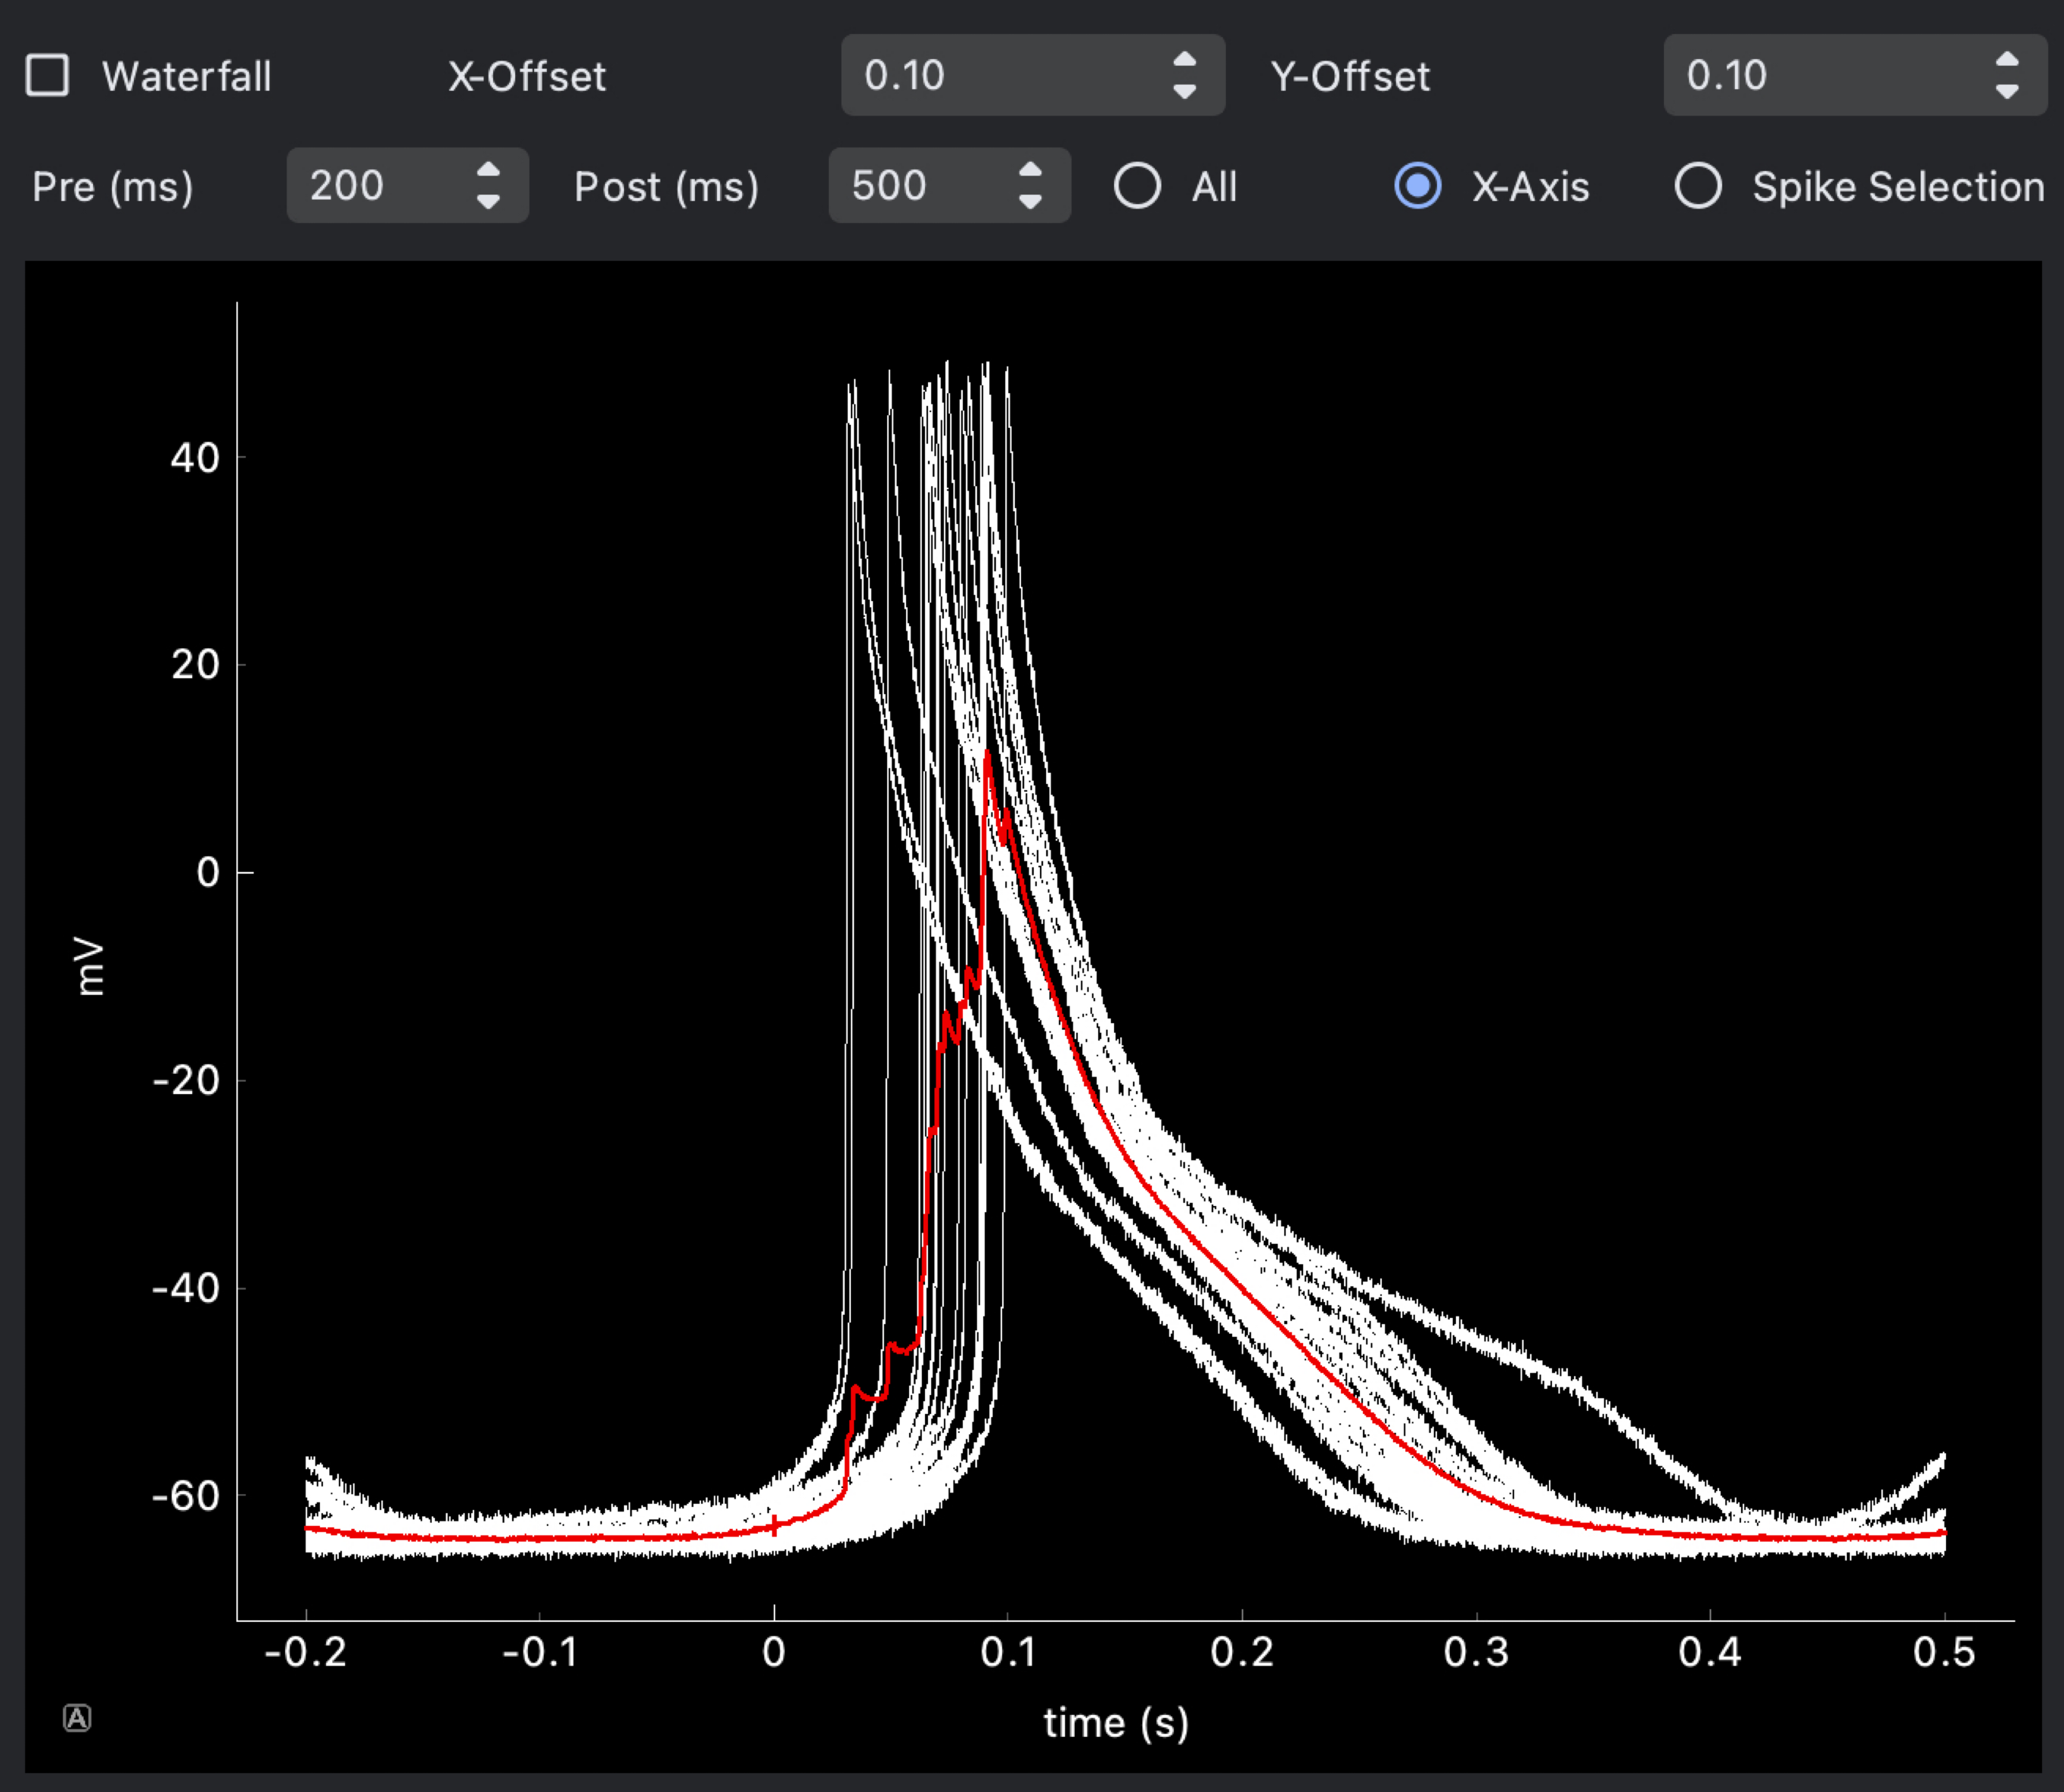 Waterfall X-Offset 0.10 Y-Offset 0.10
Pre (ms) 200 Post (ms) 500 All X-Axis Spike Selection
40
20
0
mV
-20
-40
-60
-0.2 -0.1 0 0.1 0.2 0.3 0.4 0.5
A
time (s)